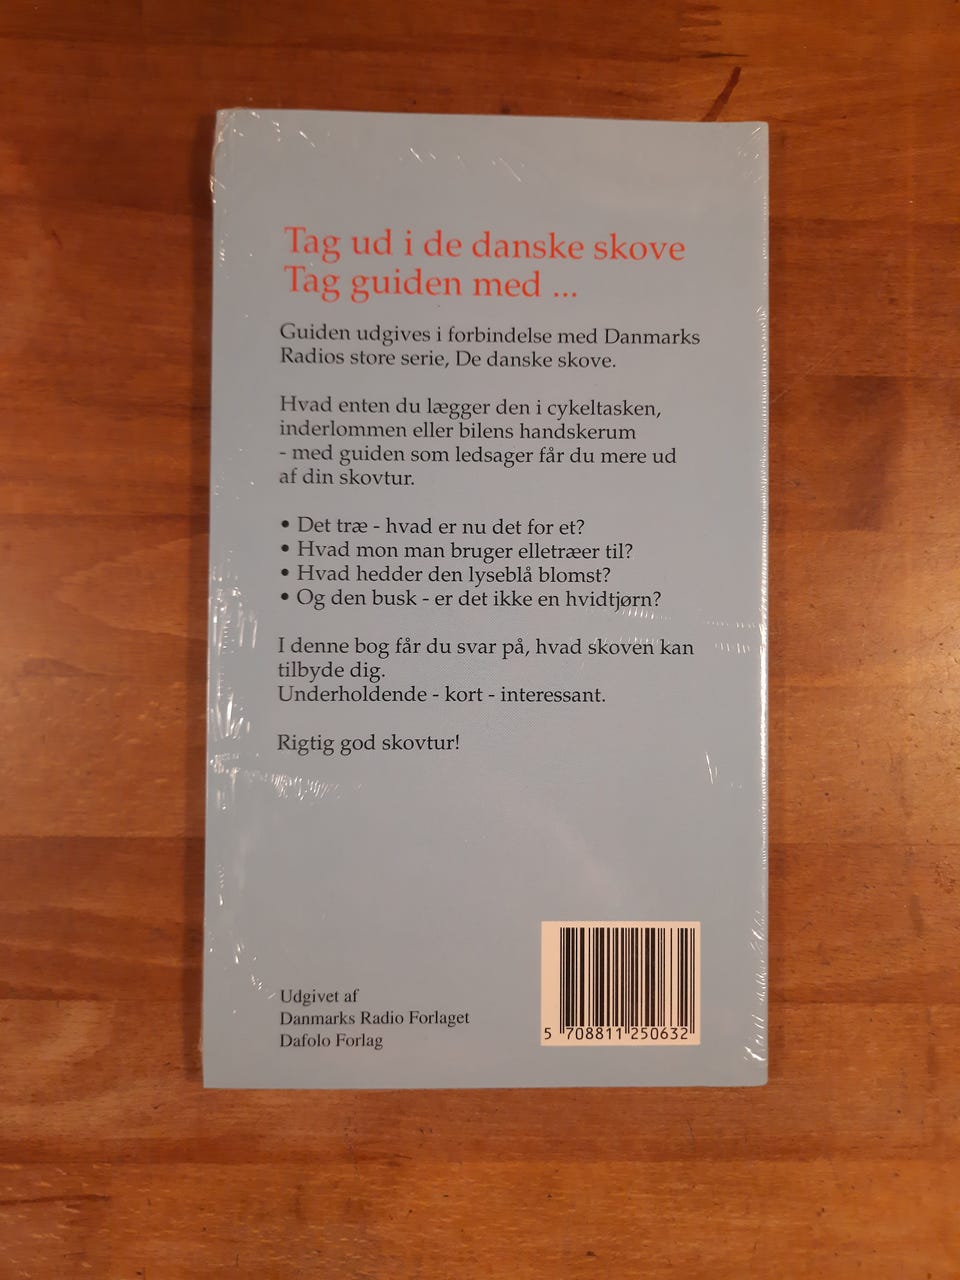 Tag ud i de danske skove
Tag guiden med ...
Guiden udgives i forbindelse med Danmarks
Radios store serie, De danske skove.
Hvad enten du lægger den i cykeltasken,
inderlommen eller bilens handskerum
- med guiden som ledsager får du mere ud
af din skovtur.
• Det træ - hvad er nu det for et?
• Hvad mon man bruger elletræer til?
• Hvad hedder den lyseblå blomst?
• Og den busk - er det ikke en hvidtjørn?
I denne bog får du svar på, hvad skoven kan
tilbyde dig.
Underholdende - kort - interessant.
Rigtig god skovtur!
Udgivet af
Danmarks Radio Forlaget
Dafolo Forlag
5 708811 250632